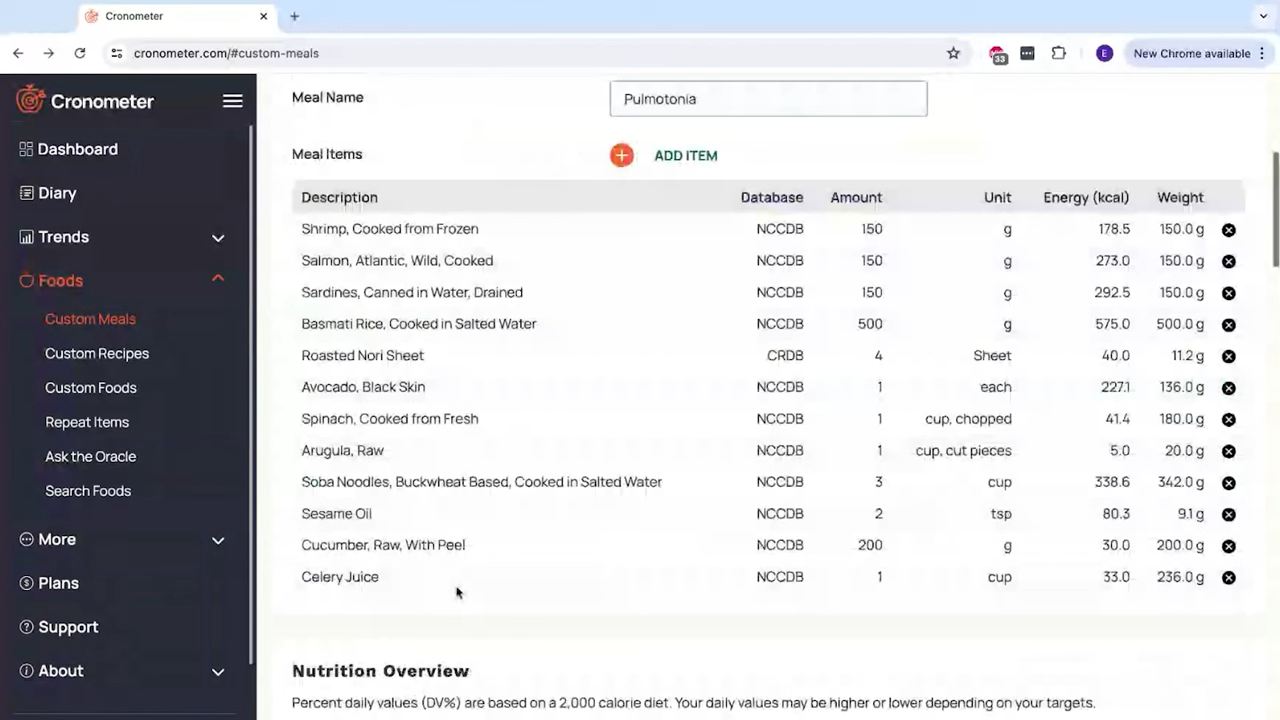 Cronometer
cronometer.com/#custom-meals
33
E
New Chrome available
Cronometer
Dashboard
Diary
Trends
Foods
Custom Meals
Custom Recipes
Custom Foods
Repeat Items
Ask the Oracle
Search Foods
More
Plans
Support
About
Meal Name
Pulmotonia
Meal Items
ADD ITEM
Description Database Amount Unit Energy (kcal) Weight
Shrimp, Cooked from Frozen NCCDB 150 g 178.5 150.0 g
Salmon, Atlantic, Wild, Cooked NCCDB 150 g 273.0 150.0 g
Sardines, Canned in Water, Drained NCCDB 150 g 292.5 150.0 g
Basmati Rice, Cooked in Salted Water NCCDB 500 g 575.0 500.0 g
Roasted Nori Sheet CRDB 4 Sheet 40.0 11.2 g
Avocado, Black Skin NCCDB 1 each 227.1 136.0 g
Spinach, Cooked from Fresh NCCDB 1 cup, chopped 41.4 180.0 g
Arugula, Raw NCCDB 1 cup, cut pieces 5.0 20.0 g
Soba Noodles, Buckwheat Based, Cooked in Salted Water NCCDB 3 cup 338.6 342.0 g
Sesame Oil NCCDB 2 tsp 80.3 9.1 g
Cucumber, Raw, With Peel NCCDB 200 g 30.0 200.0 g
Celery Juice NCCDB 1 cup 33.0 236.0 g
Nutrition Overview
Percent daily values (DV%) are based on a 2,000 calorie diet. Your daily values may be higher or lower depending on your targets.